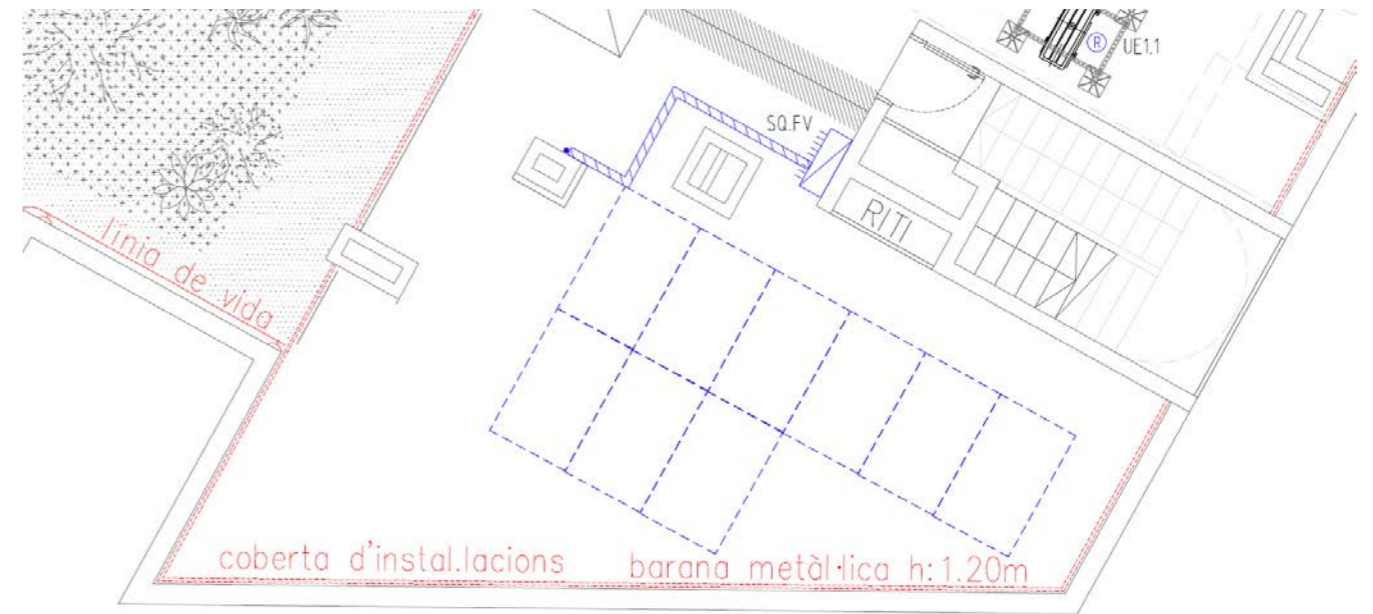 R
UE1.1
SQ.FV
RITI
línia de vida
coberta d'instal.lacions
barana metàl·lica h:1.20m